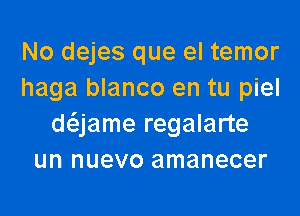 No dejes que el temor
haga blanco en tu piel
déjame regalarte
un nuevo amanecer